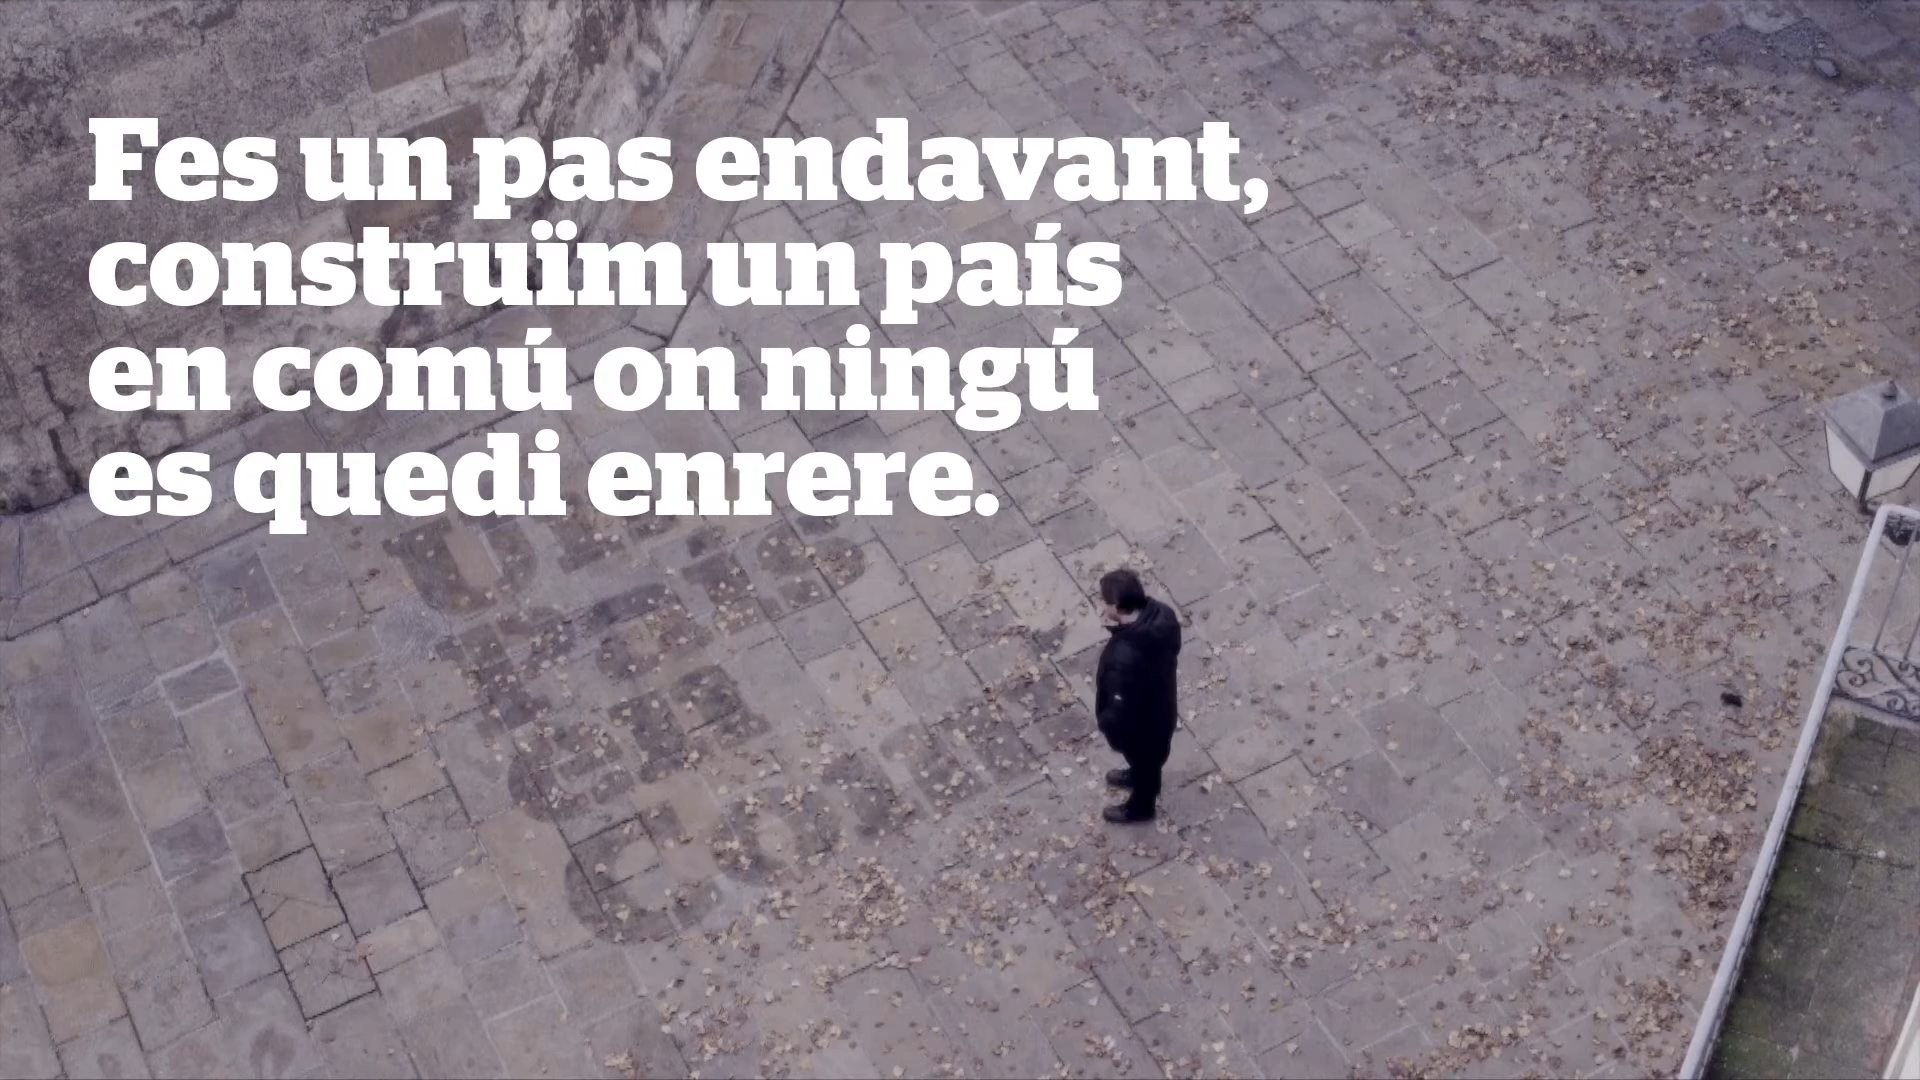 Fes un pas endavant,
construïm un país
en comú on ningú
es quedi enrere.